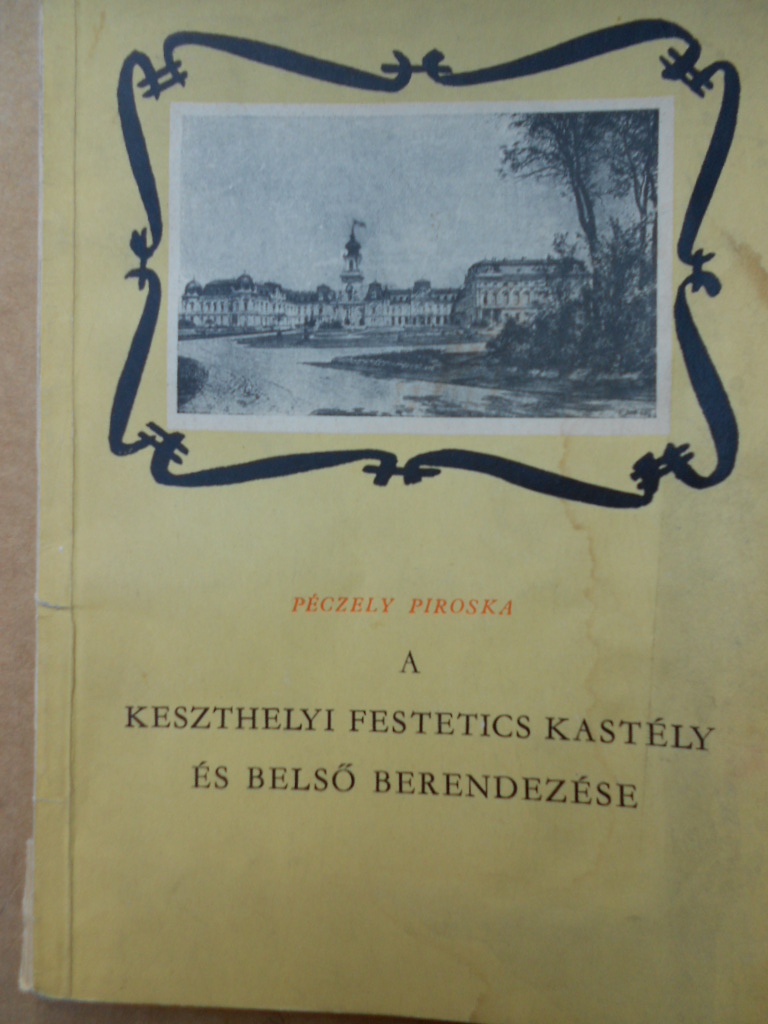 PÉCZELY PIROSKA
A
KESZTHELYI FESTETICS KASTÉLY
ÉS BELSŐ BERENDEZÉSE